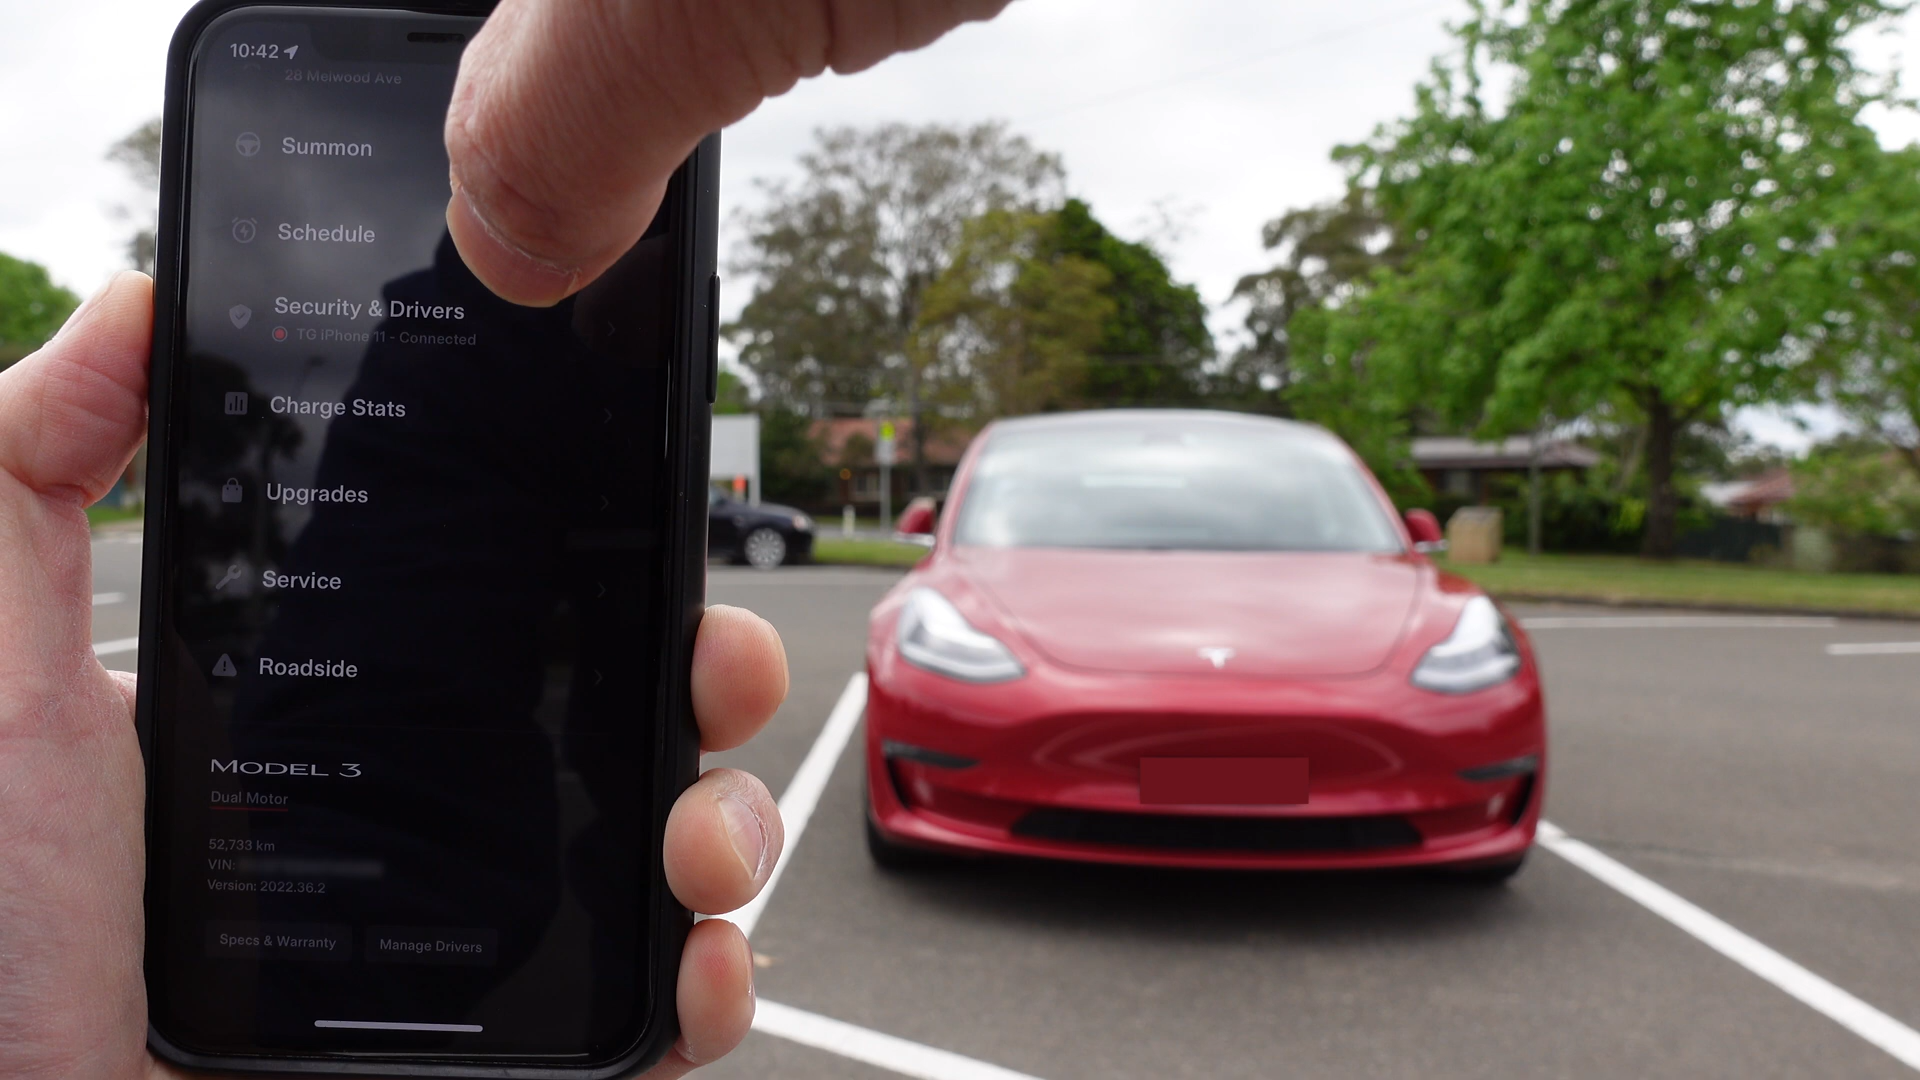 10:42
28 Melwood Ave
Summon
Schedule
Security & Drivers
TG iPhone 11 - Connected
Charge Stats
Upgrades
Service
Roadside
MODEL 3
Dual Motor
52,733 km
VIN:
Version: 2022.36.2
Specs & Warranty
Manage Drivers